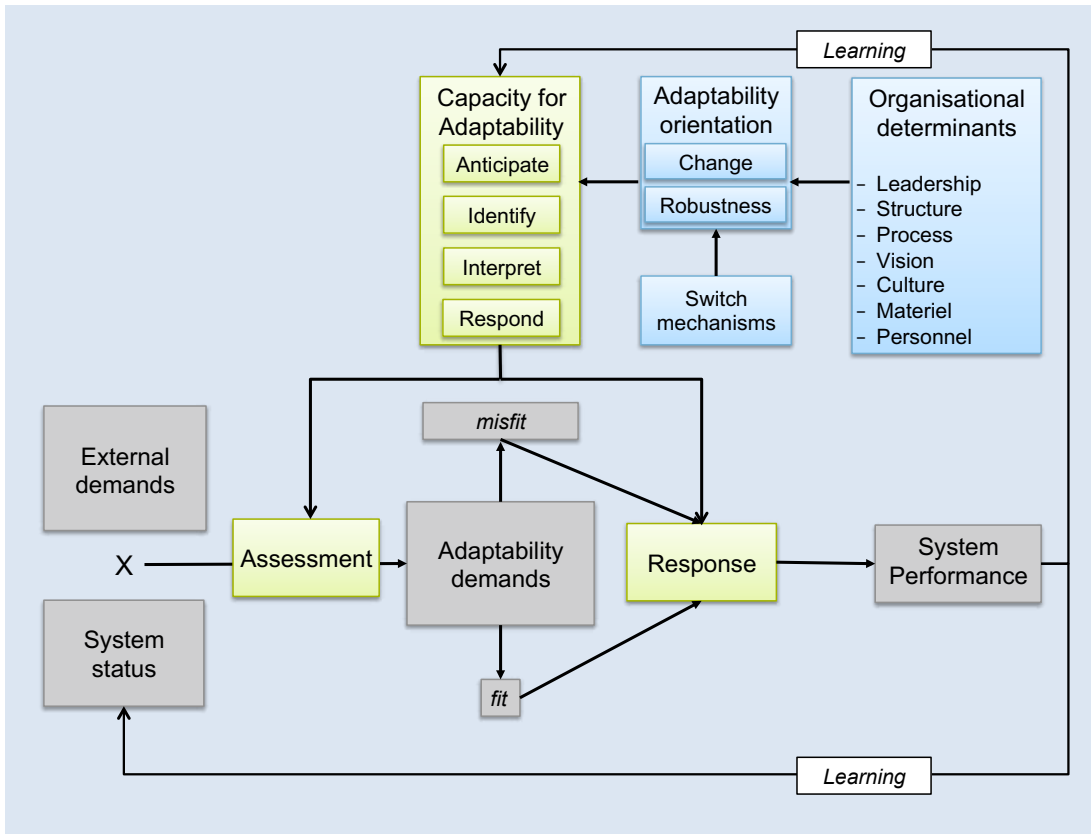 Learning
Capacity for
Adaptability
Anticipate
Identify
Interpret
Respond
Adaptability
orientation
Change
Robustness
Switch
mechanisms
Organisational
determinants
- Leadership
- Structure
- Process
- Vision
- Culture
- Materiel
- Personnel
External
demands
X
System
status
Assessment
misfit
Adaptability
demands
fit
Response
System
Performance
Learning